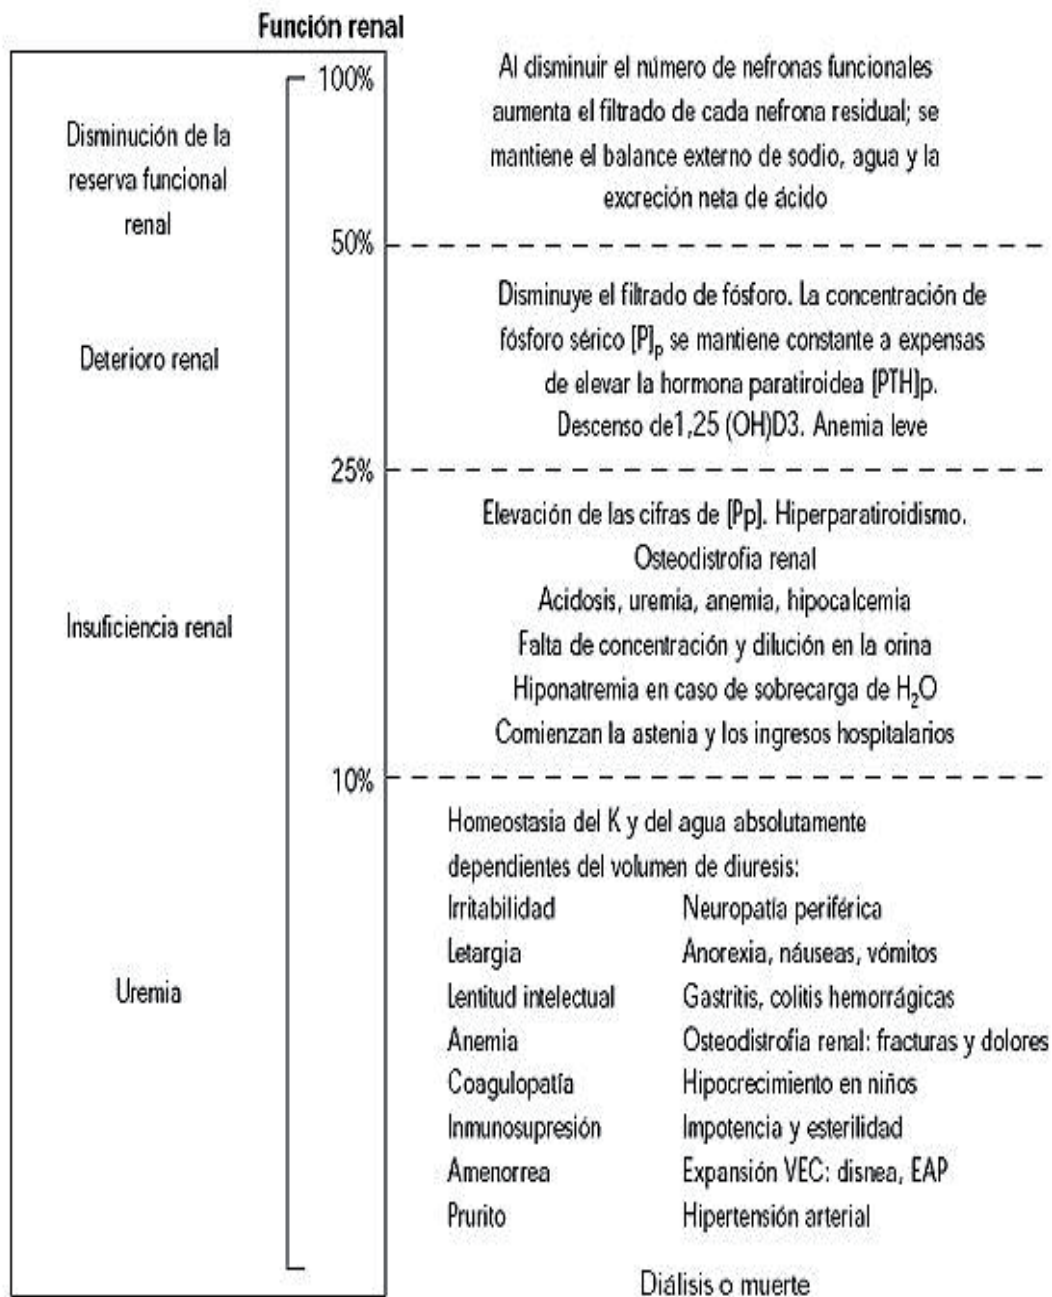 Función renal
100%
Disminución de la
reserva funcional
renal
Al disminuir el número de nefronas funcionales
aumenta el filtrado de cada nefrona residual; se
mantiene el balance externo de sodio, agua y la
excreción neta de ácido
50%
Deterioro renal
Disminuye el filtrado de fósforo. La concentración de
fósforo sérico [P]p se mantiene constante a expensas
de elevar la hormona paratiroidea [PTH]p.
Descenso de1,25 (OH)D3. Anemia leve
25%
Insuficiencia renal
Elevación de las cifras de [Pp]. Hiperparatiroidismo.
Osteodistrofia renal
Acidosis, uremia, anemia, hipocalcemia
Falta de concentración y dilución en la orina
Hiponatremia en caso de sobrecarga de H₂O
Comienzan la astenia y los ingresos hospitalarios
10%
Uremia
Homeostasia del K y del agua absolutamente
dependientes del volumen de diuresis:
Irritabilidad Neuropatía periférica
Letargia Anorexia, náuseas, vómitos
Lentitud intelectual Gastritis, colitis hemorrágicas
Anemia Osteodistrofia renal: fracturas y dolores
Coagulopatía Hipocrecimiento en niños
Inmunosupresión Impotencia y esterilidad
Amenorrea Expansión VEC: disnea, EAP
Prurito Hipertensión arterial
Diálisis o muerte